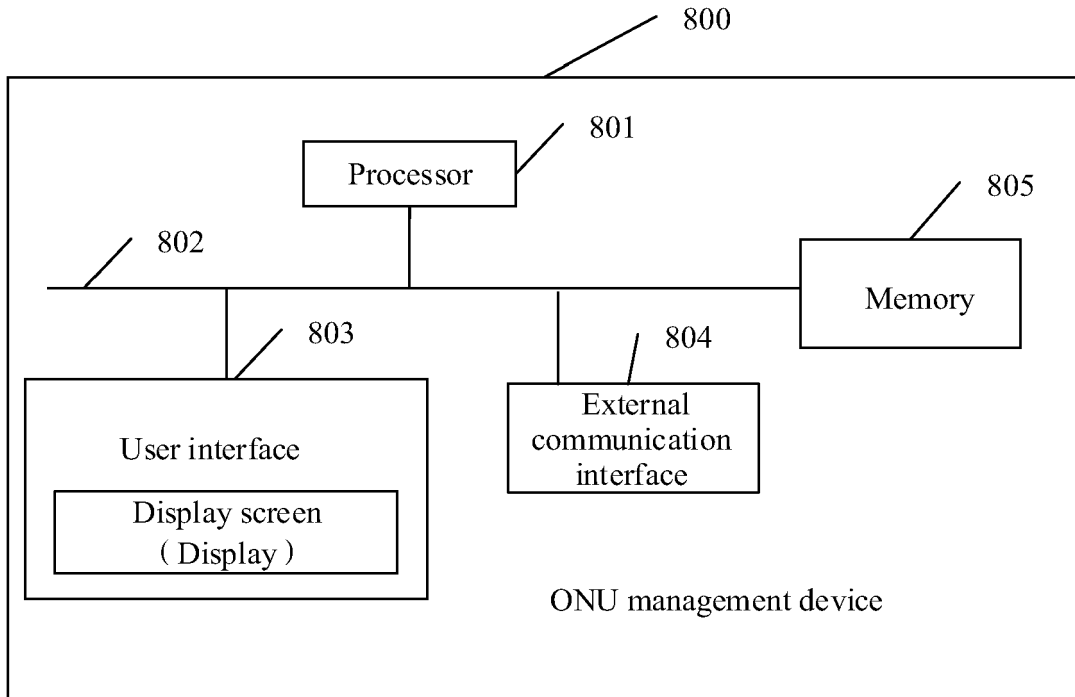 800
801
Processor
805
802
Memory
803
804
External
communication
interface
User interface
Display screen
( Display )
ONU management device